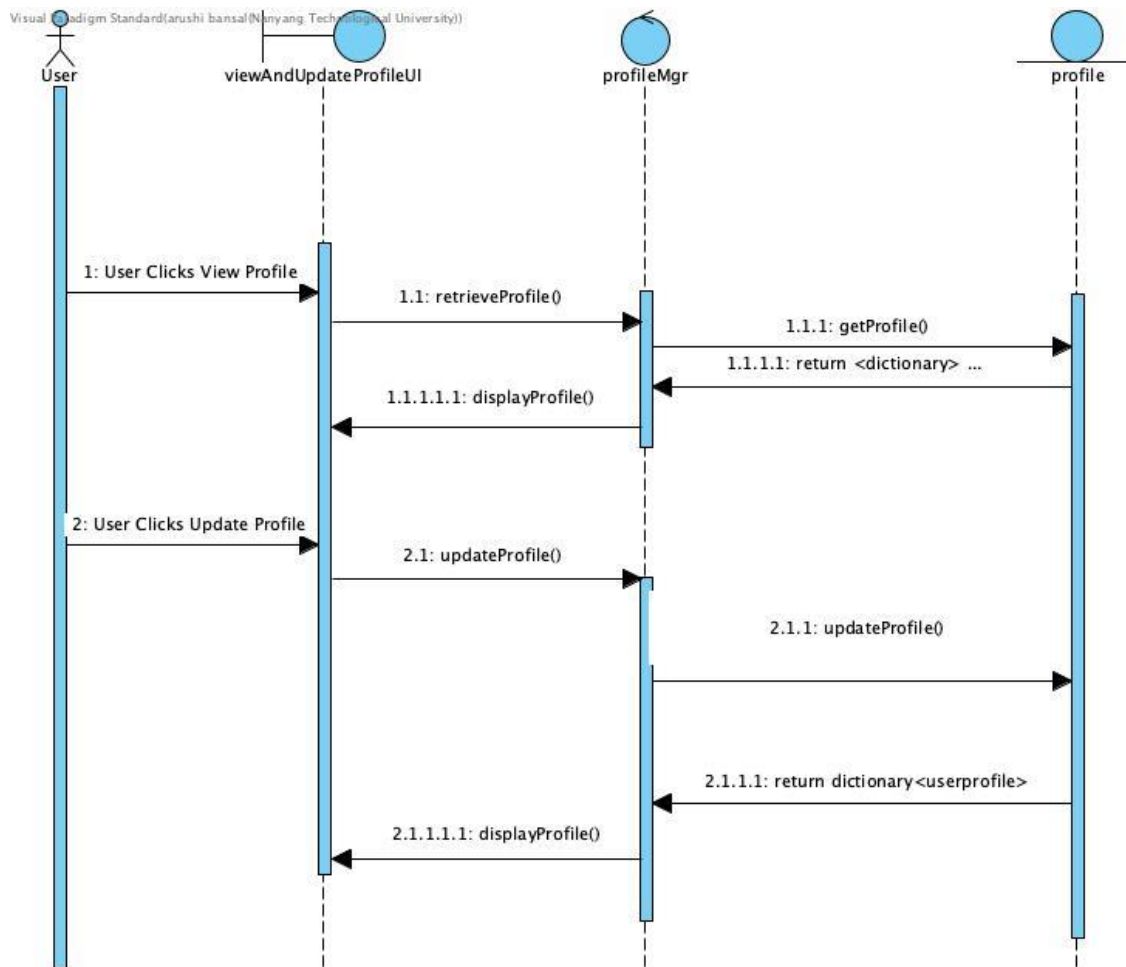 Visual Paradigm Standard(arushi bansal(Nanyang Technological University))
User
viewAndUpdateProfileUI
profileMgr
profile
1: User Clicks View Profile
1.1: retrieveProfile()
1.1.1: getProfile()
1.1.1.1: return <dictionary> ...
1.1.1.1.1: displayProfile()
2: User Clicks Update Profile
2.1: updateProfile()
2.1.1: updateProfile()
2.1.1.1: return dictionary<userprofile>
2.1.1.1.1: displayProfile()